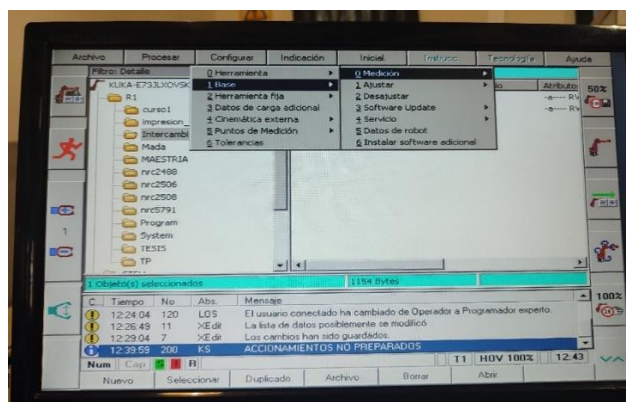 Archivo Procesar Configurar Indicación Inicial. Instrucc. Tecnología Ayuda
Filtro: Detalle
KUKA-E73JLXOVSK
R1
curso1
impresion_
Intercambi
Mada
MAESTRIA
nrc2488
nrc2506
nrc2508
nrc5791
Program
System
TESIS
TP
0 Herramienta
1 Base
2 Herramienta fija
3 Datos de carga adicional
4 Cinemática externa
5 Puntos de Medición
6 Tolerancias
0 Medición
1 Ajustar
2 Desajustar
3 Software Update
4 Servicio
5 Datos de robot
6 Instalar software adicional
Atributos
50%
1
100%
1 Objeto(s) seleccionados 1154 Bytes
C... Tiempo No Abs. Mensaje
12:24:04 120 LOS El usuario conectado ha cambiado de Operador a Programador experto.
12:26:49 11 XEdit La lista de datos posiblemente se modificó
12:29:04 7 XEdit Los cambios han sido guardados.
12:39:59 200 KS ACCIONAMIENTOS NO PREPARADOS
Num Cap S I R T1 HOV 100% 12:43
Nuevo Seleccionar Duplicado Archivo Borrar Abrir